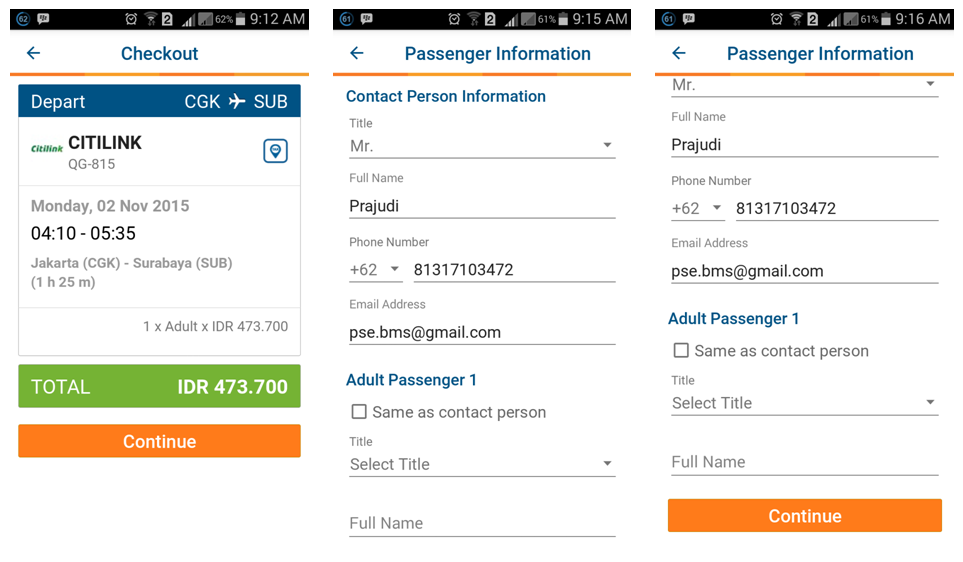 62
2
62%
9:12 AM
Checkout
Depart
CGK SUB
Citilink CITILINK
QG-815
Monday, 02 Nov 2015
04:10 - 05:35
Jakarta (CGK) - Surabaya (SUB)
(1 h 25 m)
1 x Adult x IDR 473.700
TOTAL IDR 473.700
Continue
61
2
61%
9:15 AM
Passenger Information
Contact Person Information
Title
Mr.
Full Name
Prajudi
Phone Number
+62 81317103472
Email Address
pse.bms@gmail.com
Adult Passenger 1
Same as contact person
Title
Select Title
Full Name
61
2
61%
9:16 AM
Passenger Information
Mr.
Full Name
Prajudi
Phone Number
+62 81317103472
Email Address
pse.bms@gmail.com
Adult Passenger 1
Same as contact person
Title
Select Title
Full Name
Continue